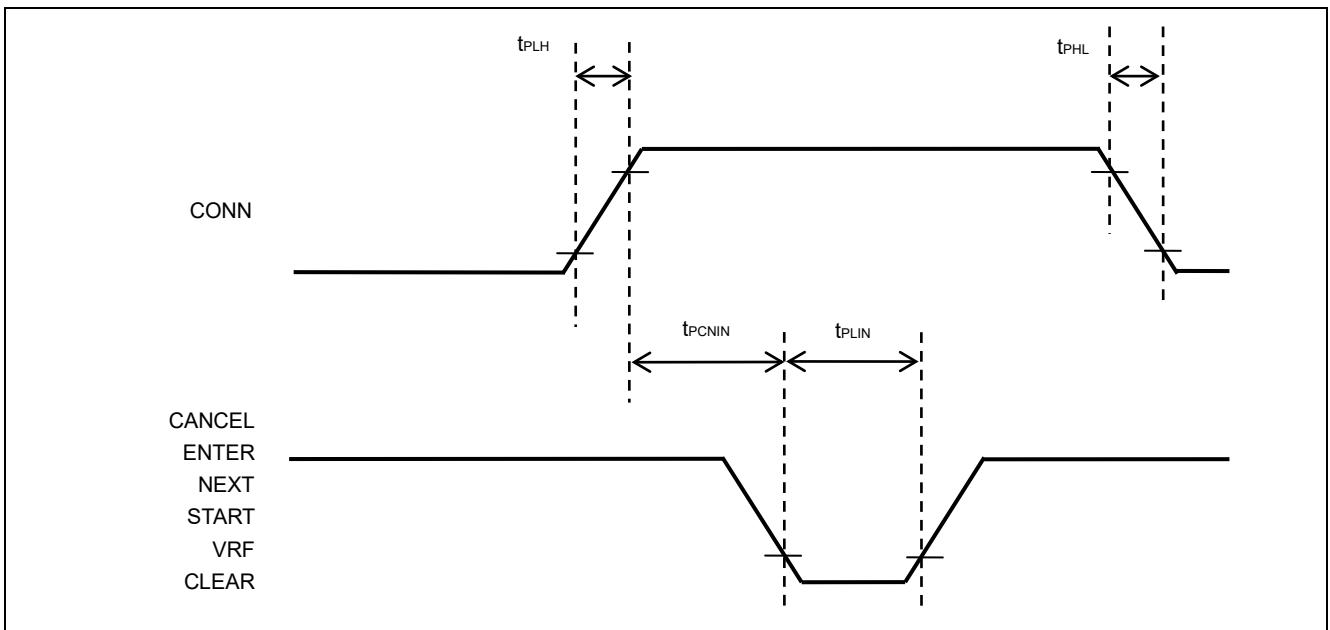 tPLH
tPHL
CONN
tPCNIN
tPLIN
CANCEL
ENTER
NEXT
START
VRF
CLEAR